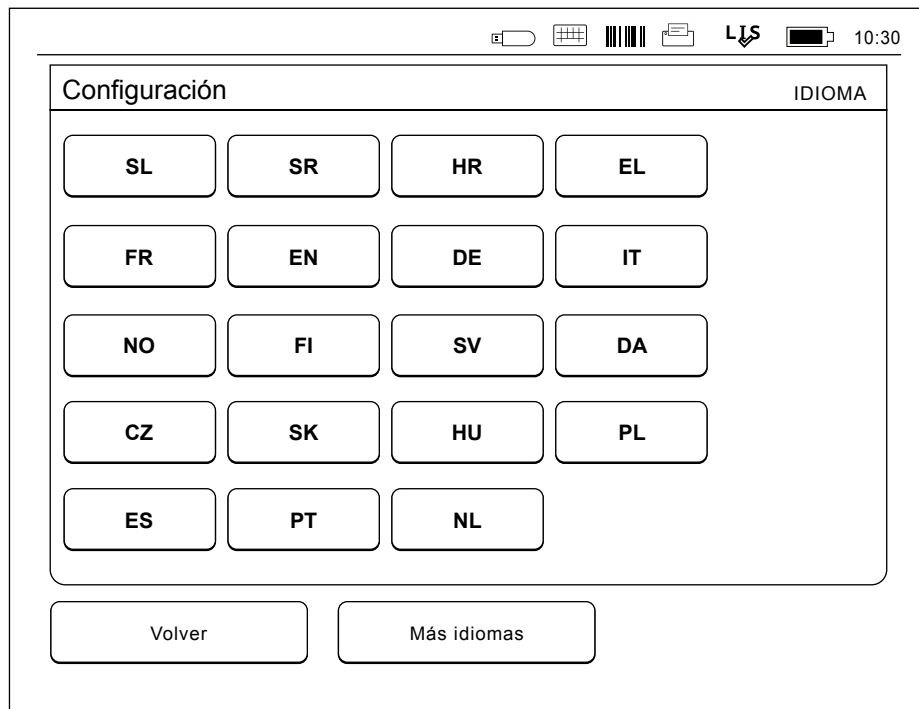 LIS 10:30
Configuración IDIOMA
SL SR HR EL
FR EN DE IT
NO FI SV DA
CZ SK HU PL
ES PT NL
Volver Más idiomas